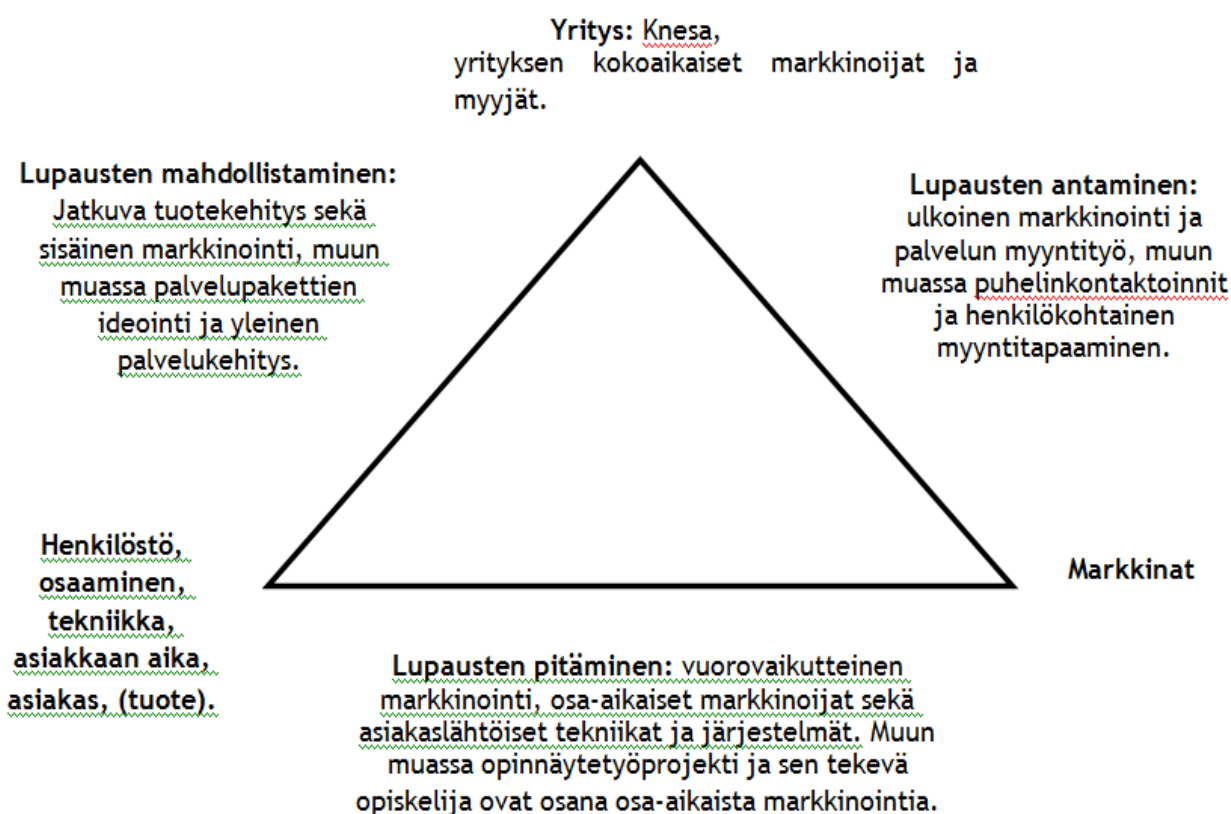 Yritys: Knesa,
yrityksen kokoaikaiset markkinoijat ja
myyjät.
Lupausten mahdollistaminen:
Jatkuva tuotekehitys sekä
sisäinen markkinointi, muun
muassa palvelupakettien
ideointi ja yleinen
palvelukehitys.
Lupausten antaminen:
ulkoinen markkinointi ja
palvelun myyntityö, muun
muassa puhelinkontaktoinnit
ja henkilökohtainen
myyntitapaaminen.
Henkilöstö,
osaaminen,
tekniikka,
asiakkaan aika,
asiakas, (tuote).
Markkinat
Lupausten pitäminen: vuorovaikutteinen
markkinointi, osa-aikaiset markkinoijat sekä
asiakaslähtöiset tekniikat ja järjestelmät. Muun
muassa opinnäytetyöprojekti ja sen tekevä
opiskelija ovat osana osa-aikaista markkinointia.